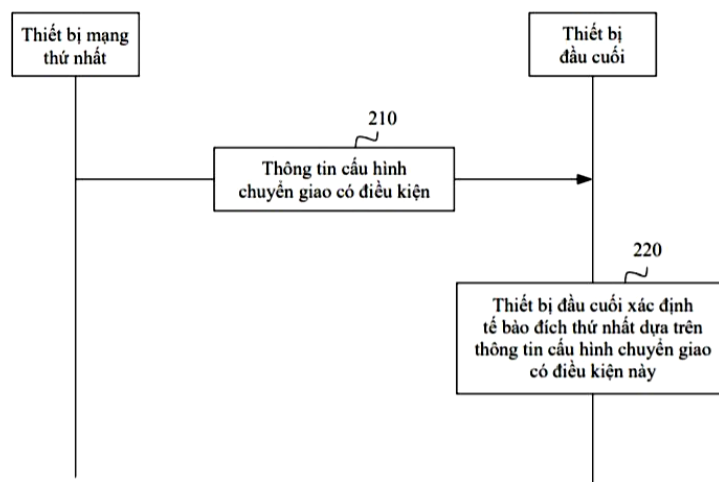 Thiết bị mạng
thứ nhất
Thiết bị
đầu cuối
210
Thông tin cấu hình
chuyển giao có điều kiện
220
Thiết bị đầu cuối xác định
tế bào đích thứ nhất dựa trên
thông tin cấu hình chuyển giao
có điều kiện này